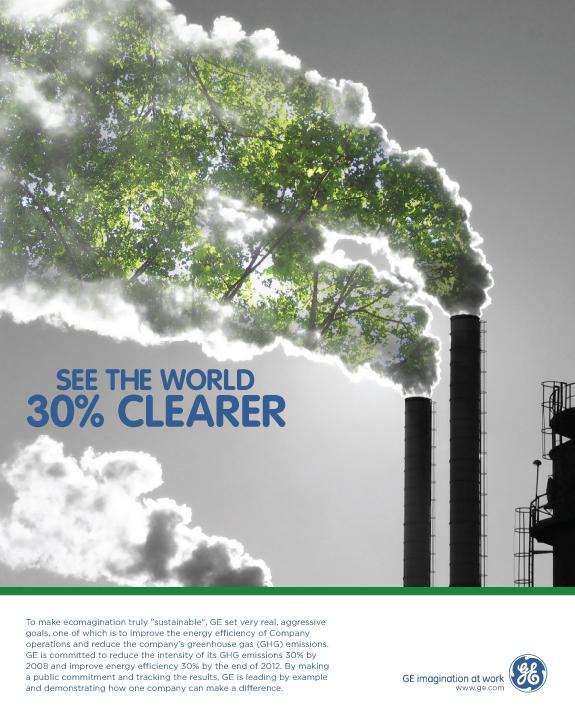 SEE THE WORLD
30% CLEARER
To make ecomagination truly "sustainable", GE set very real, aggressive
goals, one of which is to improve the energy efficiency of Company
operations and reduce the company's greenhouse gas (GHG) emissions.
GE is committed to reduce the intensity of its GHG emissions 30% by
2008 and improve energy efficiency 30% by the end of 2012. By making
a public commitment and tracking the results, GE is leading by example
and demonstrating how one company can make a difference.
GE imagination at work
www.ge.com
GE